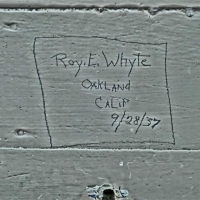 Roy. E. Whyte
OAKLAND
CALIF
9/28/37